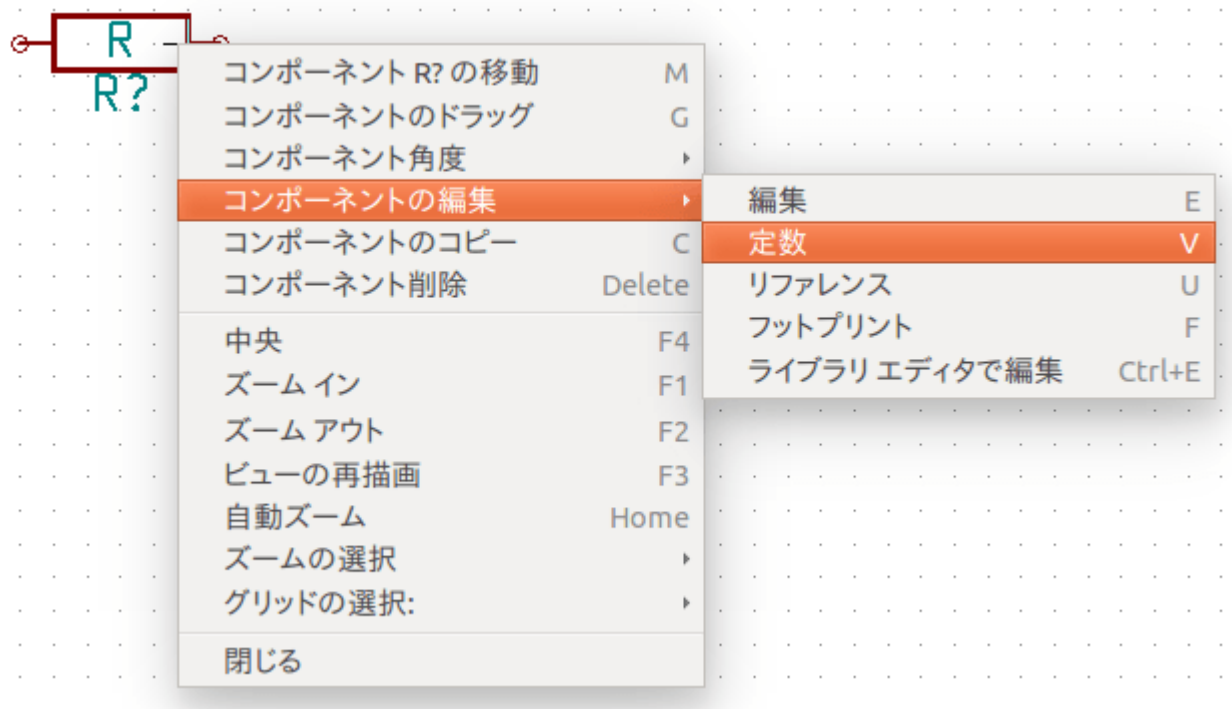 R
R?
コンポーネント R? の移動 M
コンポーネントのドラッグ G
コンポーネント角度
コンポーネントの編集
コンポーネントのコピー C
コンポーネント削除 Delete
中央 F4
ズーム イン F1
ズーム アウト F2
ビューの再描画 F3
自動ズーム Home
ズームの選択
グリッドの選択:
閉じる
編集 E
定数 V
リファレンス U
フットプリント F
ライブラリ エディタで編集 Ctrl+E